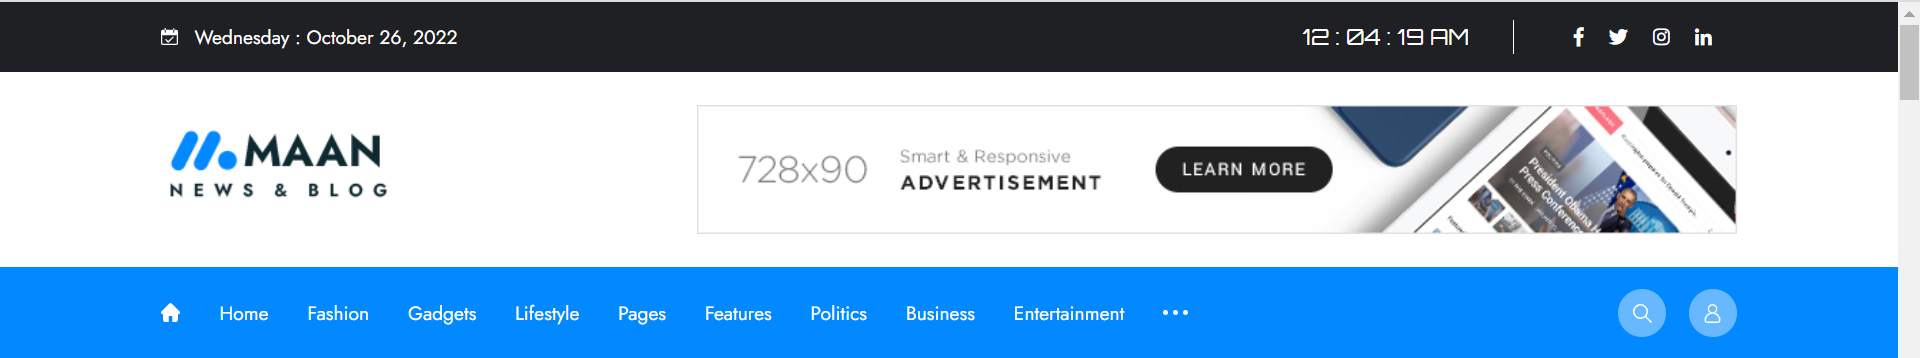 Wednesday : October 26, 2022
12 : 04 : 19 AM
MAAN
NEWS & BLOG
728x90
Smart & Responsive
ADVERTISEMENT
LEARN MORE
President Obama H
Press Conferenc
Home Fashion Gadgets Lifestyle Pages Features Politics Business Entertainment